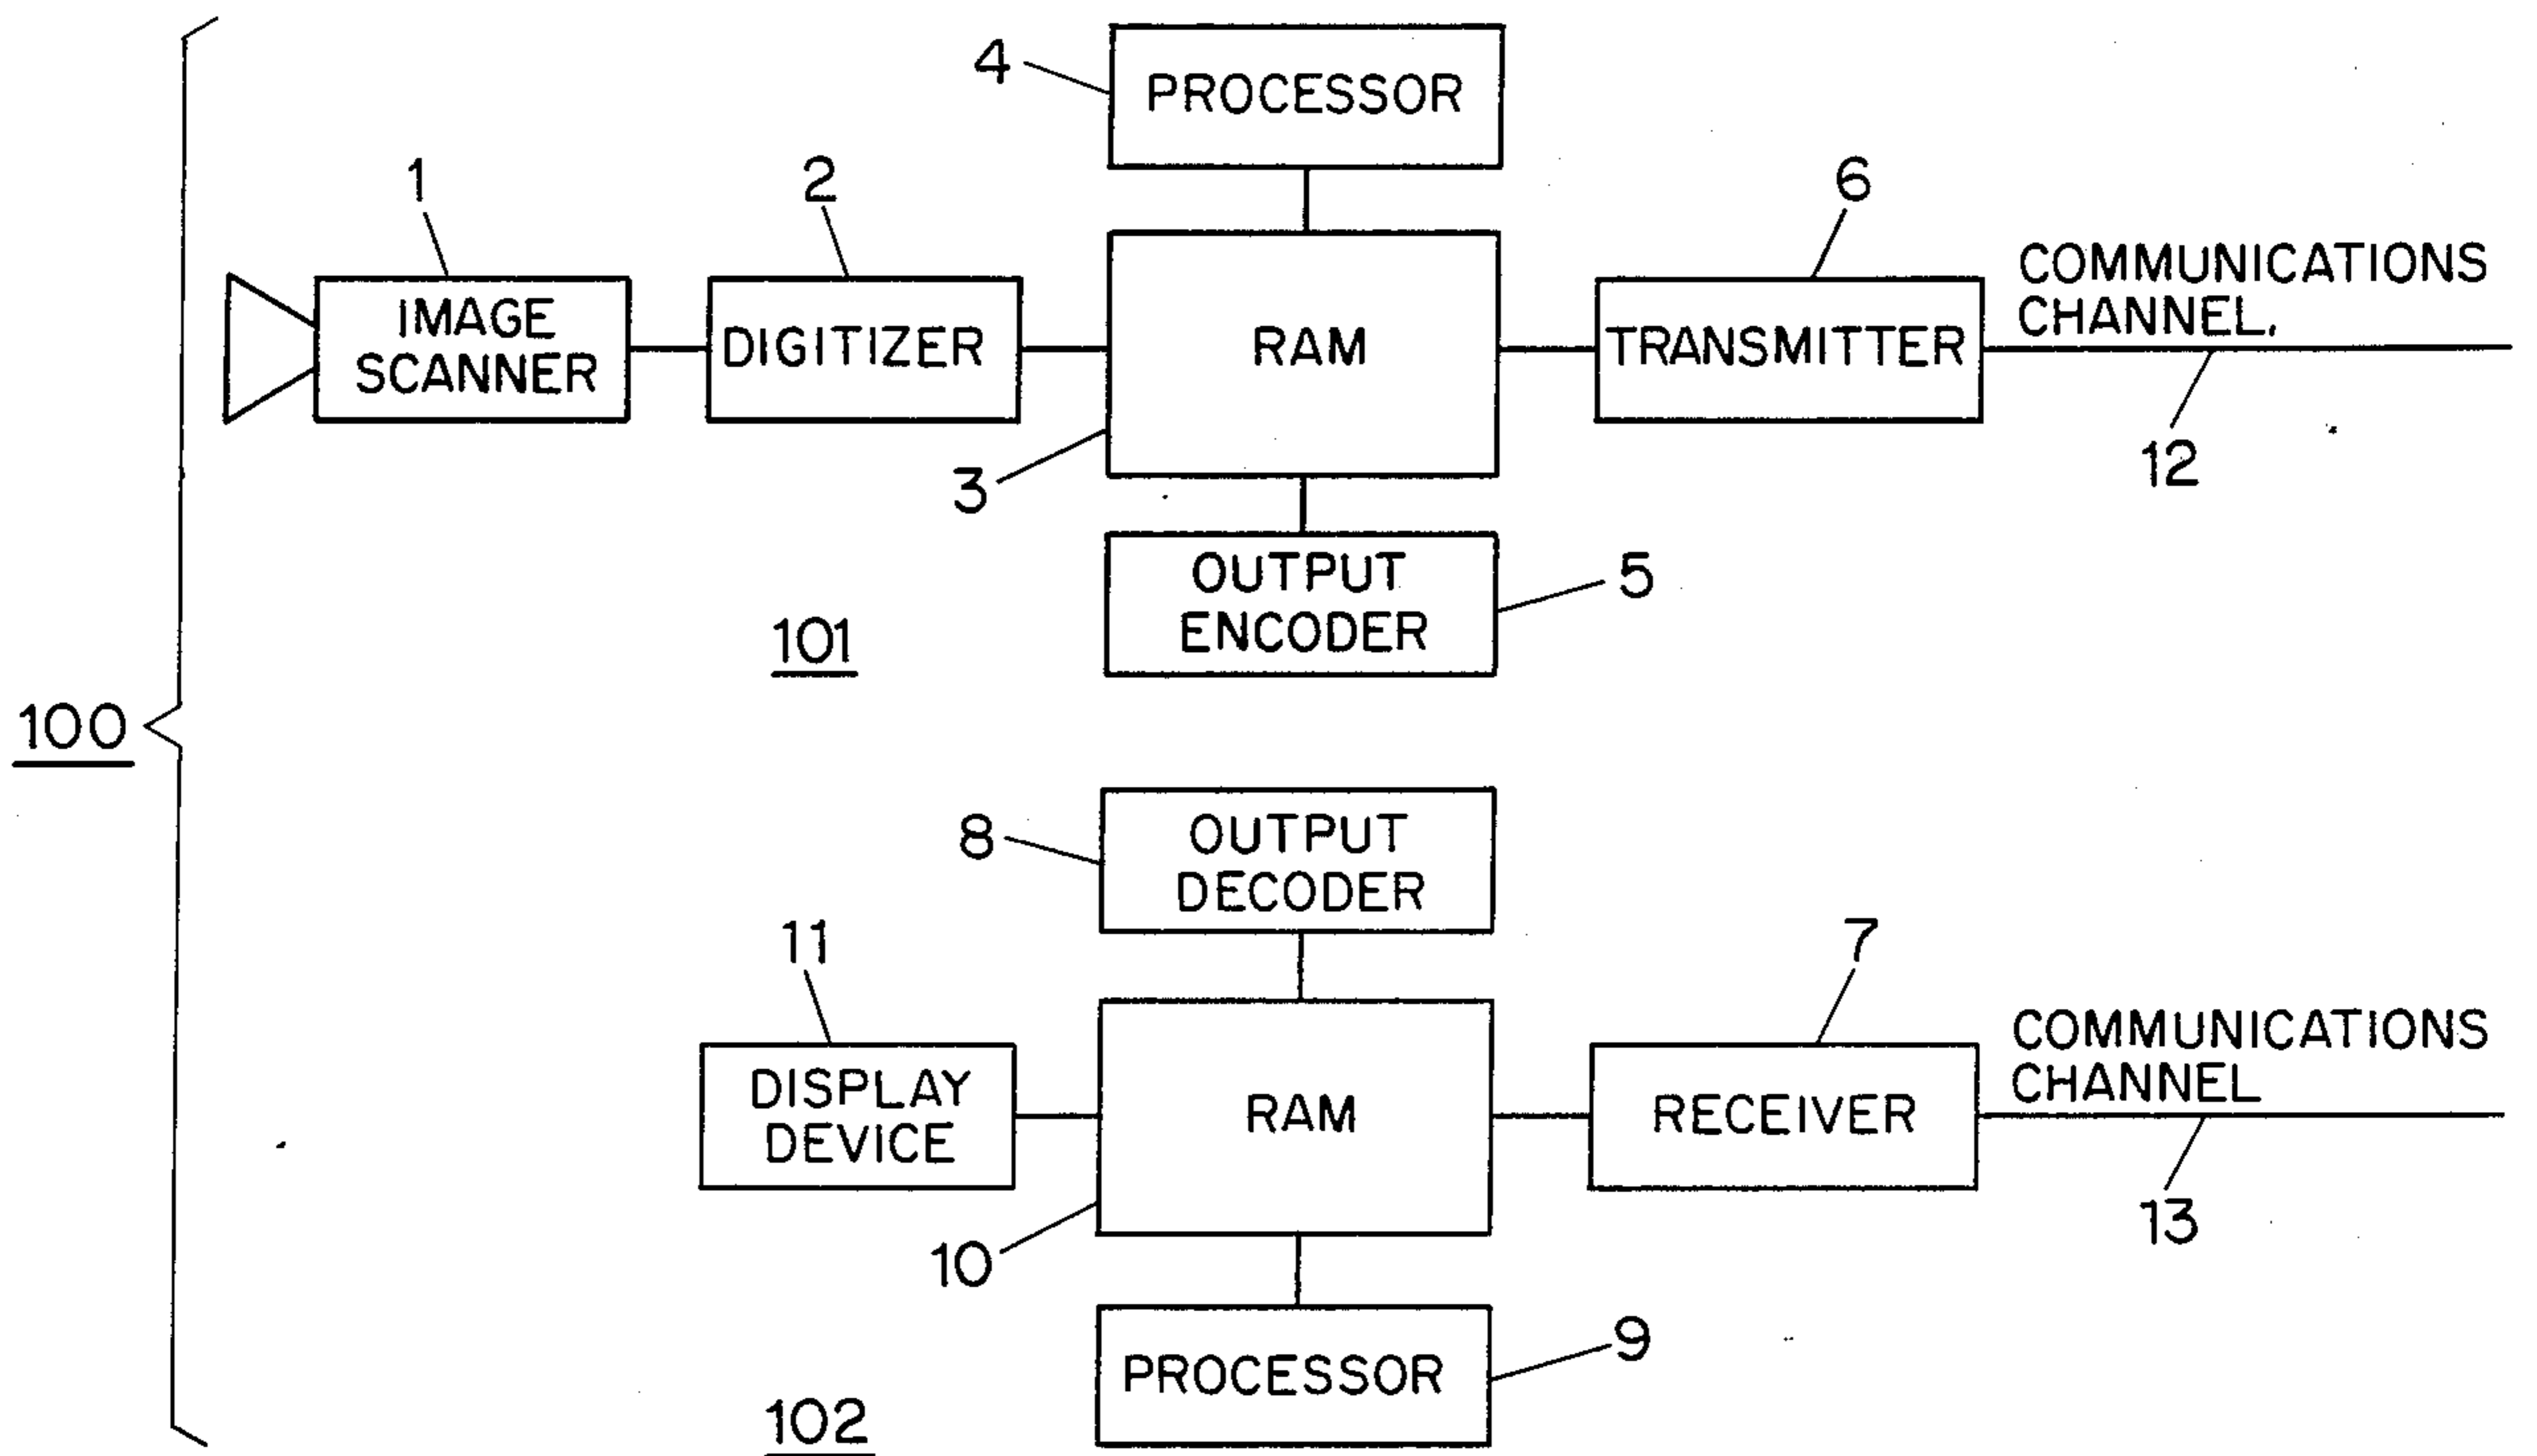 4
PROCESSOR
1
2
6
IMAGE
SCANNER
DIGITIZER
RAM
TRANSMITTER
COMMUNICATIONS
CHANNEL
3
12
OUTPUT
ENCODER
5
101
100
OUTPUT
DECODER
8
11
7
DISPLAY
DEVICE
RAM
RECEIVER
COMMUNICATIONS
CHANNEL
10
13
PROCESSOR
9
102